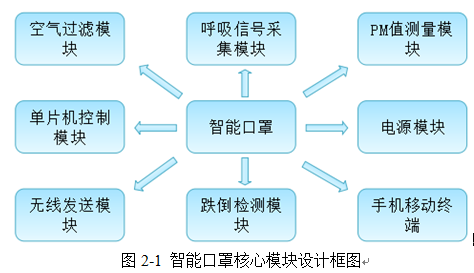 空气过滤模
块
呼吸信号采
集模块
PM值测量模
块
单片机控制
模块
智能口罩
电源模块
无线发送模
块
跌倒检测模
块
手机移动终
端
图 2-1 智能口罩核心模块设计框图